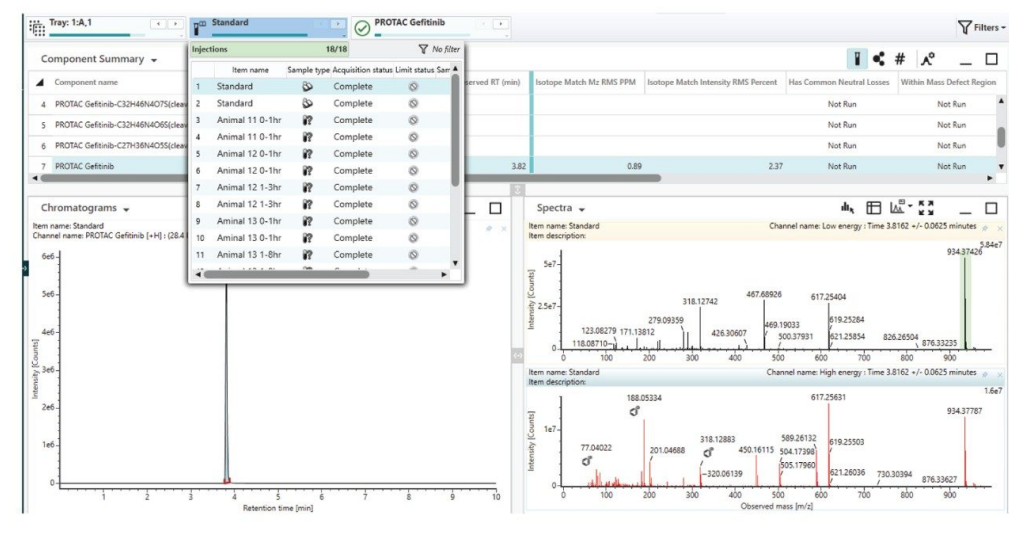 Tray: 1:A,1
Standard
PROTAC Gefitinib
Filters
Injections 18/18 No filter
Item name Sample type Acquisition status Limit status Sam
1 Standard Complete
2 Standard Complete
3 Animal 11 0-1hr Complete
4 Animal 11 0-1hr Complete
5 Animal 12 0-1hr Complete
6 Animal 12 0-1hr Complete
7 Animal 12 1-3hr Complete
8 Animal 12 1-3hr Complete
9 Aminal 13 0-1hr Complete
10 Animal 13 0-1hr Complete
11 Animal 13 1-8hr Complete
Component Summary
Component name served RT (min) Isotope Match Mz RMS PPM Isotope Match Intensity RMS Percent Has Common Neutral Losses Within Mass Defect Region
4 PROTAC Gefitinib-C32H46N4O7S(cleav Not Run Not Run
5 PROTAC Gefitinib-C32H46N4O6S(cleav Not Run Not Run
6 PROTAC Gefitinib-C27H36N4O5S(cleav Not Run Not Run
7 PROTAC Gefitinib 3.82 0.89 2.37 Not Run Not Run
Chromatograms
Item name: Standard
Channel name: PROTAC Gefitinib [+H] : (28.4
6e6
5e6
4e6
3e6
2e6
1e6
0
Intensity [Counts]
1 2 3 4 5 6 7 8 9 10
Retention time [min]
Spectra
Item name: Standard Channel name: Low energy : Time 3.8162 +/- 0.0625 minutes
Item description:
5.84e7
934.37426
5e7
2.5e7
0
Intensity [Counts]
467.68926 617.25404
318.12742
279.09359 469.19033 619.25284
123.08279 171.13812 426.30607 500.37931 621.25854 826.26504
118.08710 876.33235
0 100 200 300 400 500 600 700 800 900
Item name: Standard Channel name: High energy : Time 3.8162 +/- 0.0625 minutes
Item description:
1.6e7
188.05334 617.25631
934.37787
1e7
0
Intensity [Counts]
318.12883 589.26132 619.25503
77.04022 201.04688 450.16115 504.17398
505.17960
320.06139 621.26036 730.30394 876.33627
0 100 200 300 400 500 600 700 800 900
Observed mass [m/z]